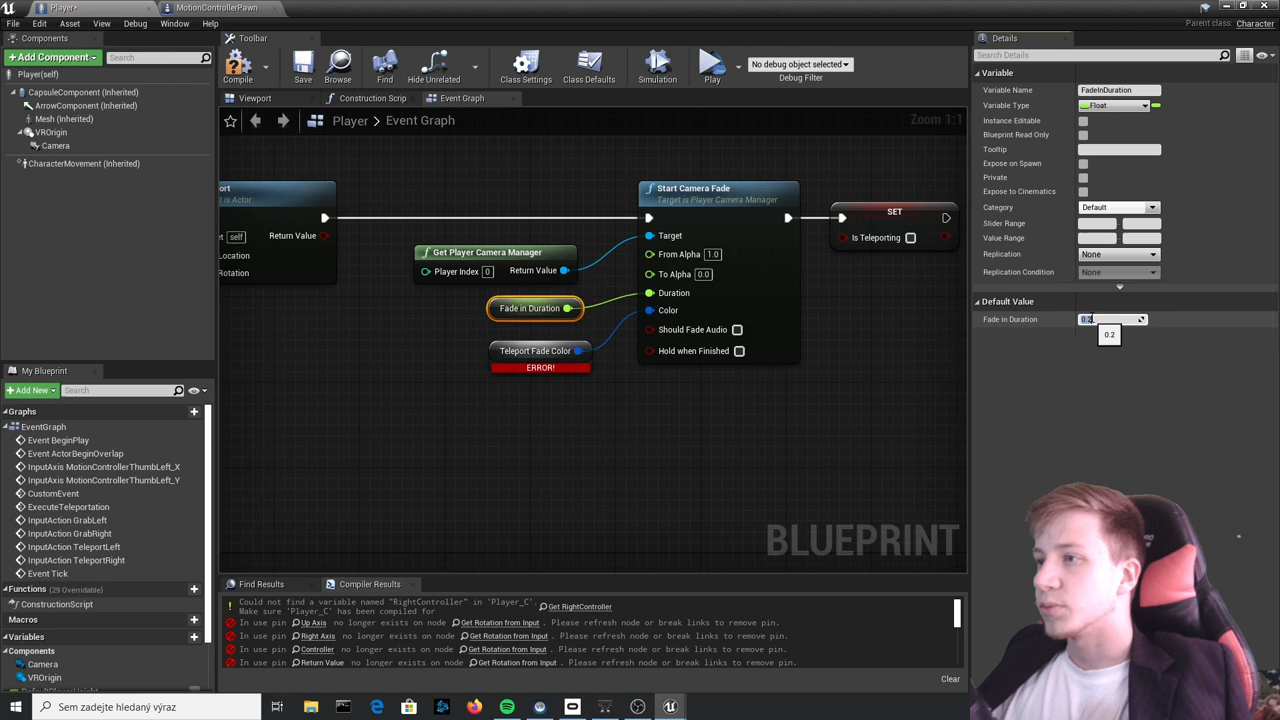 Player*
MotionControllerPawn
File Edit Asset View Debug Window Help
Parent class: Character
Components
+ Add Component
Search
Player(self)
CapsuleComponent (Inherited)
ArrowComponent (Inherited)
Mesh (Inherited)
VROrigin
Camera
CharacterMovement (Inherited)
Toolbar
Compile
Save
Browse
Find
Hide Unrelated
Class Settings
Class Defaults
Simulation
Play
No debug object selected
Debug Filter
Viewport
Construction Scrip
Event Graph
Player > Event Graph
Zoom 1:1
ort
t is Actor
et self
Return Value
Location
Rotation
Get Player Camera Manager
Player Index 0
Return Value
Fade in Duration
Teleport Fade Color
ERROR!
Start Camera Fade
Target is Player Camera Manager
Target
From Alpha 1.0
To Alpha 0.0
Duration
Color
Should Fade Audio
Hold when Finished
SET
Is Teleporting
BLUEPRINT
My Blueprint
+ Add New
Search
Graphs
EventGraph
Event BeginPlay
Event ActorBeginOverlap
InputAxis MotionControllerThumbLeft_X
InputAxis MotionControllerThumbLeft_Y
CustomEvent
ExecuteTeleportation
InputAction GrabLeft
InputAction GrabRight
InputAction TeleportLeft
InputAction TeleportRight
Event Tick
Functions (29 Overridable)
ConstructionScript
Macros
Variables
Components
Camera
VROrigin
Find Results
Compiler Results
Could not find a variable named "RightController" in 'Player_C'.
Make sure 'Player_C' has been compiled for
Get RightController
In use pin Up Axis no longer exists on node Get Rotation from Input . Please refresh node or break links to remove pin.
In use pin Right Axis no longer exists on node Get Rotation from Input . Please refresh node or break links to remove pin.
In use pin Controller no longer exists on node Get Rotation from Input . Please refresh node or break links to remove pin.
In use pin Return Value no longer exists on node Get Rotation from Input . Please refresh node or break links to remove pin.
Clear
Details
Search Details
Variable
Variable Name FadeInDuration
Variable Type Float
Instance Editable
Blueprint Read Only
Tooltip
Expose on Spawn
Private
Expose to Cinematics
Category Default
Slider Range
Value Range
Replication None
Replication Condition None
Default Value
Fade in Duration 0.2
0.2
Sem zadejte hledaný výraz